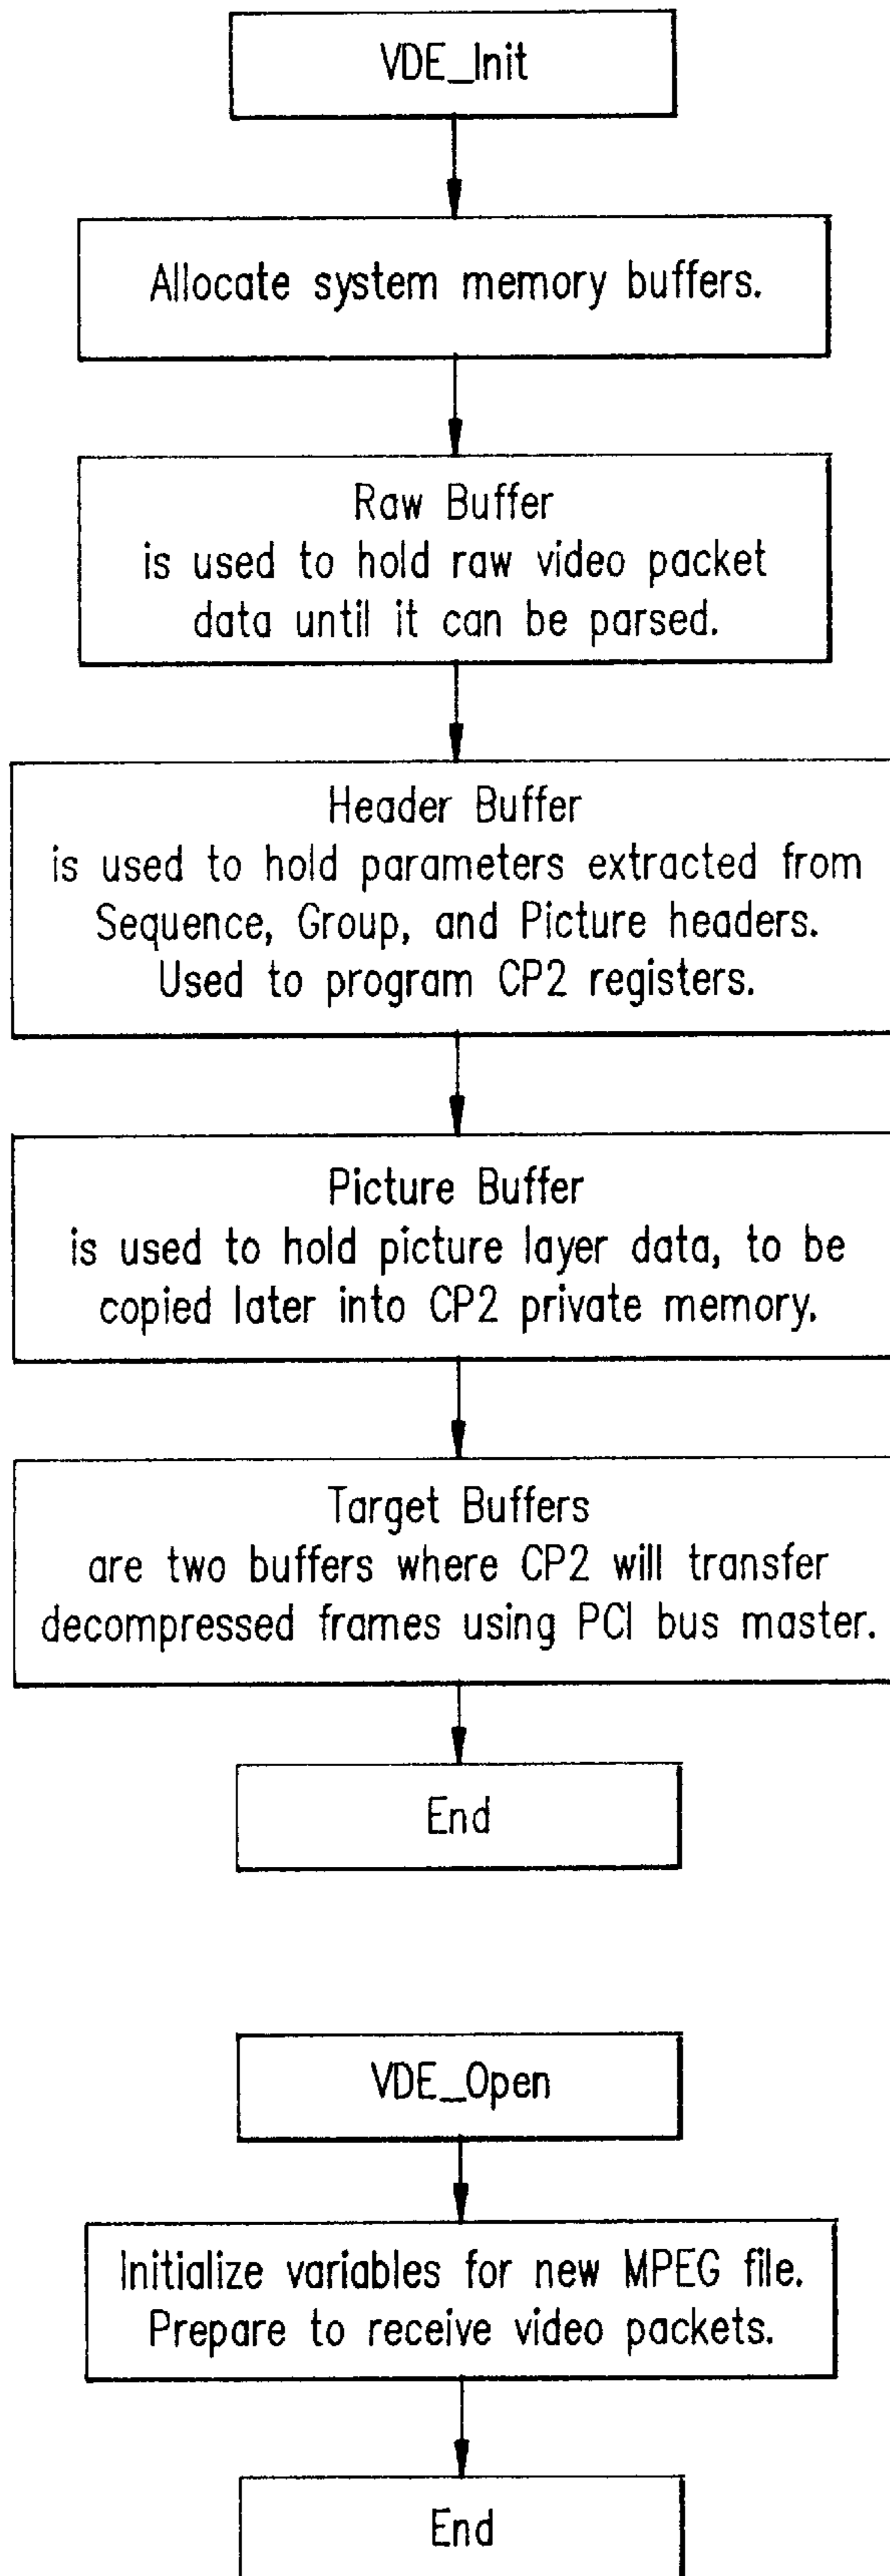 VDE_Init
Allocate system memory buffers.
Raw Buffer
is used to hold raw video packet
data until it can be parsed.
Header Buffer
is used to hold parameters extracted from
Sequence, Group, and Picture headers.
Used to program CP2 registers.
Picture Buffer
is used to hold picture layer data, to be
copied later into CP2 private memory.
Target Buffers
are two buffers where CP2 will transfer
decompressed frames using PCI bus master.
End
VDE_Open
Initialize variables for new MPEG file.
Prepare to receive video packets.
End